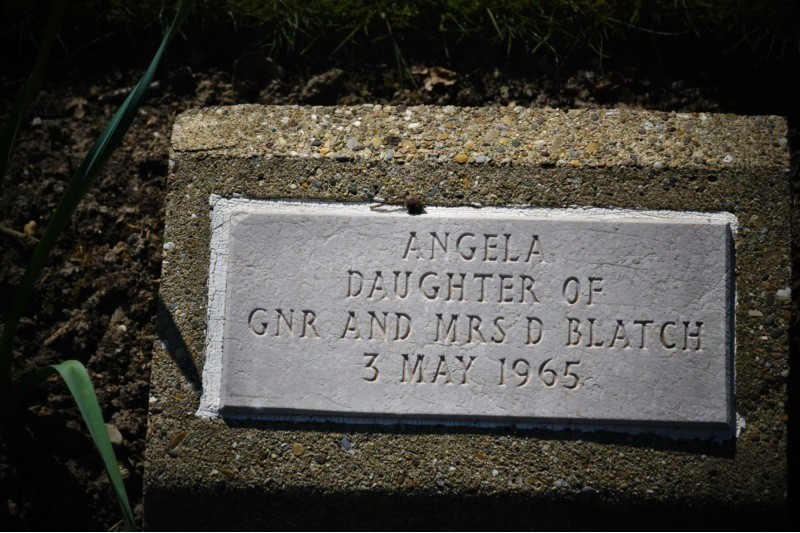 ANGELA
DAUGHTER OF
GNR AND MRS D BLATCH
3 MAY 1965